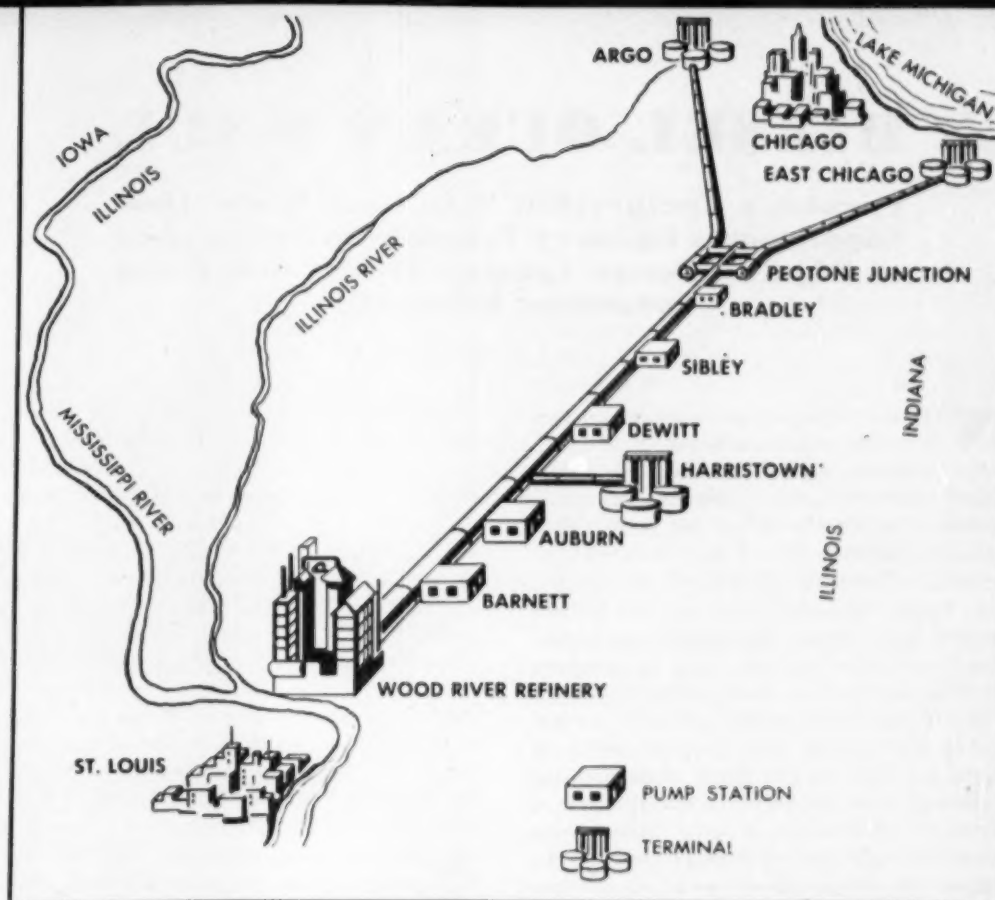 ARGO
LAKE MICHIGAN
IOWA
ILLINOIS
CHICAGO
EAST CHICAGO
ILLINOIS RIVER
PEOTONE JUNCTION
BRADLEY
SIBLEY
INDIANA
MISSISSIPPI RIVER
DEWITT
HARRISTOWN
AUBURN
ILLINOIS
BARNETT
WOOD RIVER REFINERY
ST. LOUIS
PUMP STATION
TERMINAL